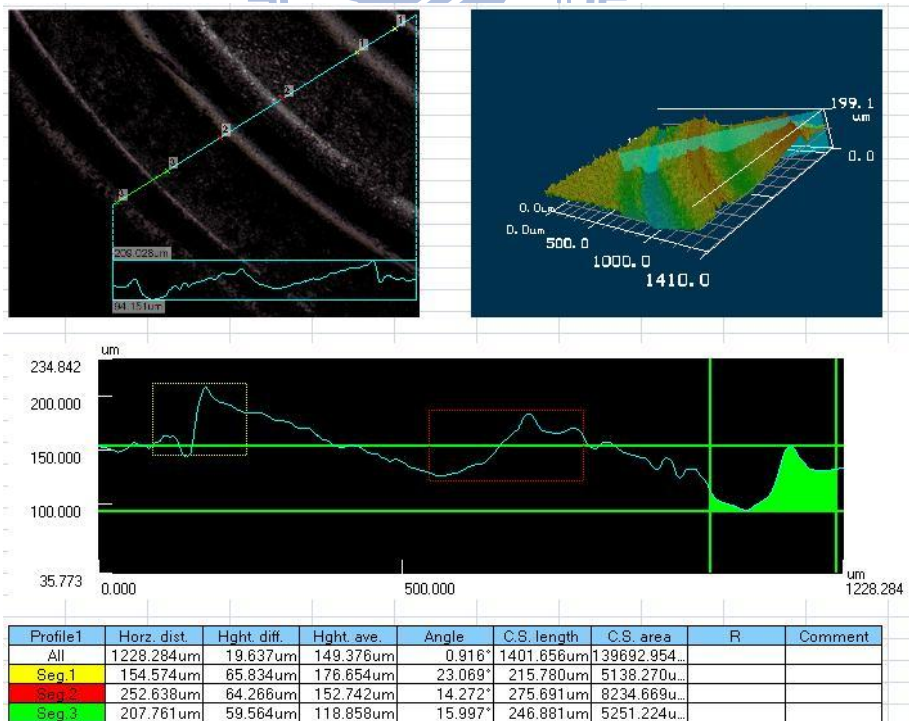 1
1
2
2
3
3
209.028um
94.151um
199.1
um
0.0
0.0um
0.0um
500.0
1000.0
1410.0
um
234.842
200.000
150.000
100.000
35.773
0.000
500.000
um
1228.284
Profile1 Horz. dist. Hght. diff. Hght. ave. Angle C.S. length C.S. area R Comment
All 1228.284um 19.637um 149.376um 0.916° 1401.656um 139692.954...
Seg.1 154.574um 65.834um 176.654um 23.069° 215.780um 5138.270u...
Seg.2 252.638um 64.266um 152.742um 14.272° 275.691um 8234.669u...
Seg.3 207.761um 59.564um 118.858um 15.997° 246.881um 5251.224u...